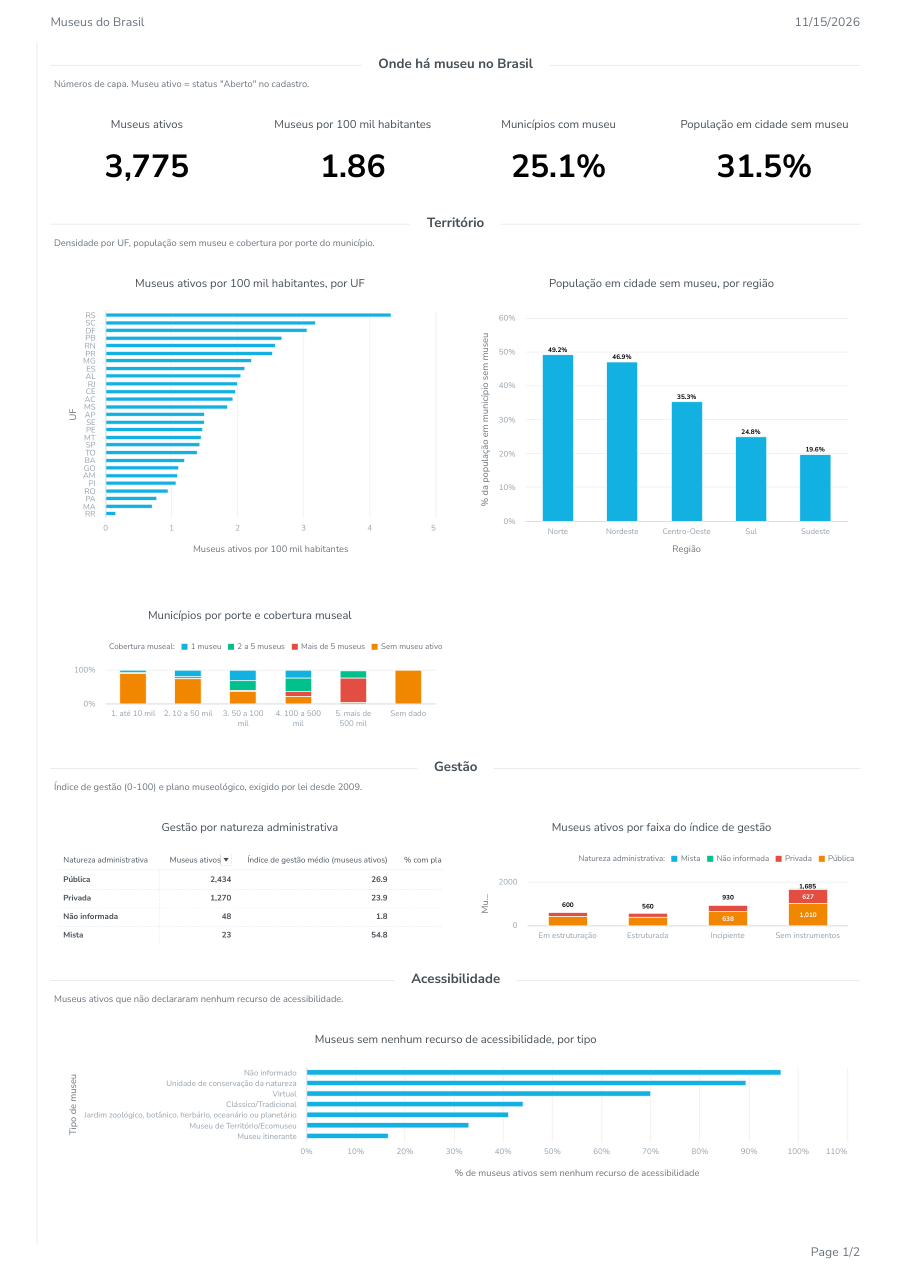 Museus do Brasil
11/15/2026
Onde há museu no Brasil
Números de capa. Museu ativo = status "Aberto" no cadastro.
Museus ativos
Museus por 100 mil habitantes
Municípios com museu
População em cidade sem museu
3,775
1.86
25.1%
31.5%
Território
Densidade por UF, população sem museu e cobertura por porte do município.
Museus ativos por 100 mil habitantes, por UF
UF
RS
SC
DF
PB
RN
PR
MG
ES
AL
RJ
CE
AC
MS
AP
SE
PE
MT
SP
TO
BA
GO
AM
PI
RO
PA
MA
RR
0 1 2 3 4 5
Museus ativos por 100 mil habitantes
População em cidade sem museu, por região
% da população em município sem museu
60%
50%
40%
30%
20%
10%
0%
49.2%
46.9%
35.3%
24.8%
19.6%
Norte Nordeste Centro-Oeste Sul Sudeste
Região
Municípios por porte e cobertura museal
Cobertura museal: 1 museu 2 a 5 museus Mais de 5 museus Sem museu ativo
100%
0%
1. até 10 mil 2. 10 a 50 mil 3. 50 a 100 4. 100 a 500 5. mais de Sem dado
mil mil 500 mil
Gestão
Índice de gestão (0-100) e plano museológico, exigido por lei desde 2009.
Gestão por natureza administrativa
Natureza administrativa Museus ativos Índice de gestão médio (museus ativos) % com pla
Pública 2,434 26.9
Privada 1,270 23.9
Não informada 48 1.8
Mista 23 54.8
Museus ativos por faixa do índice de gestão
Natureza administrativa: Mista Não informada Privada Pública
Mu...
2000
0
600
560
930
638
1,685
627
1,010
Em estruturação Estruturada Incipiente Sem instrumentos
Acessibilidade
Museus ativos que não declararam nenhum recurso de acessibilidade.
Museus sem nenhum recurso de acessibilidade, por tipo
Tipo de museu
Não informado
Unidade de conservação da natureza
Virtual
Clássico/Tradicional
Jardim zoológico, botânico, herbário, oceanário ou planetário
Museu de Território/Ecomuseu
Museu itinerante
0% 10% 20% 30% 40% 50% 60% 70% 80% 90% 100% 110%
% de museus ativos sem nenhum recurso de acessibilidade
Page 1/2